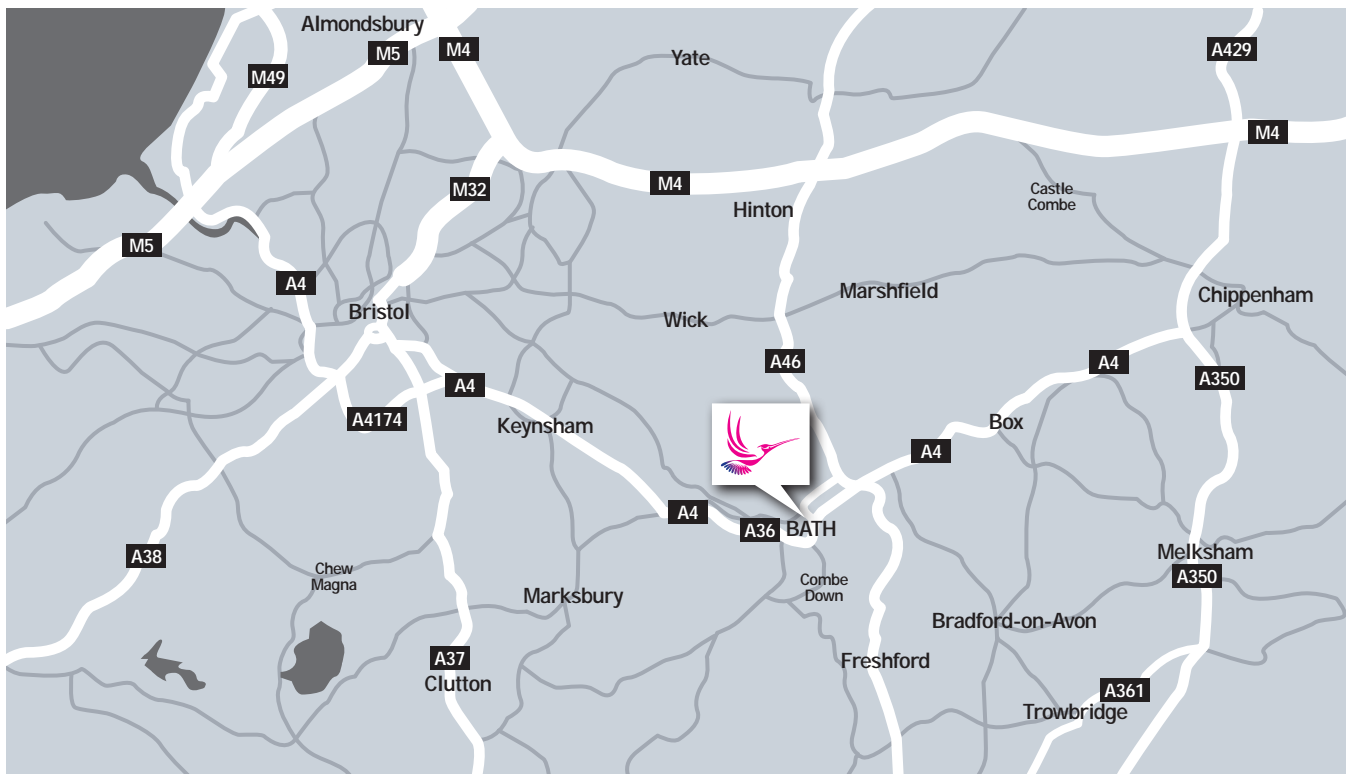 Almondsbury
M5
M4
Yate
A429
M49
M4
M32
M4
Castle
Combe
Hinton
M5
A4
Marshfield
Chippenham
Bristol
Wick
A46
A4
A350
A4
A4174
Keynsham
Box
A4
A4
A36
BATH
A38
Melksham
Chew
Magna
A350
Combe
Down
Marksbury
Bradford-on-Avon
A37
Freshford
Clutton
A361
Trowbridge